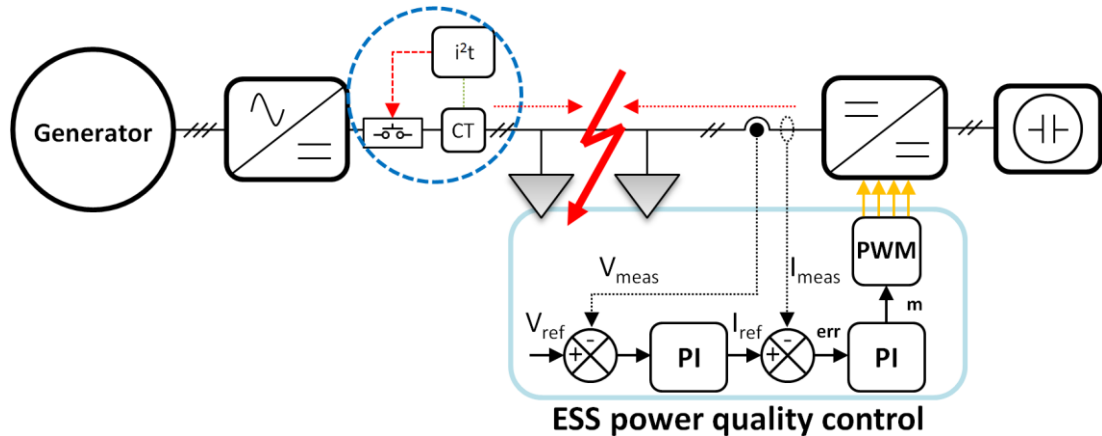 i²t
Generator
CT
PWM
V_meas
I_meas
m
V_ref
I_ref
err
+
-
PI
+
-
PI
ESS power quality control